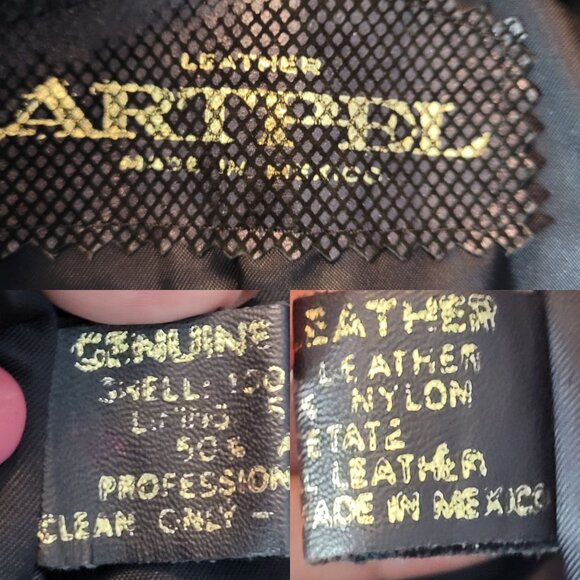 LEATHER
ARTPEL
MADE IN MEXICO
GENUINE
SHELL: 100
LINING
50%
PROFESSION
CLEAN ONLY -
EATHER
LEATHER
NYLON
ETATE
L LEATHER
ADE IN MEXICO